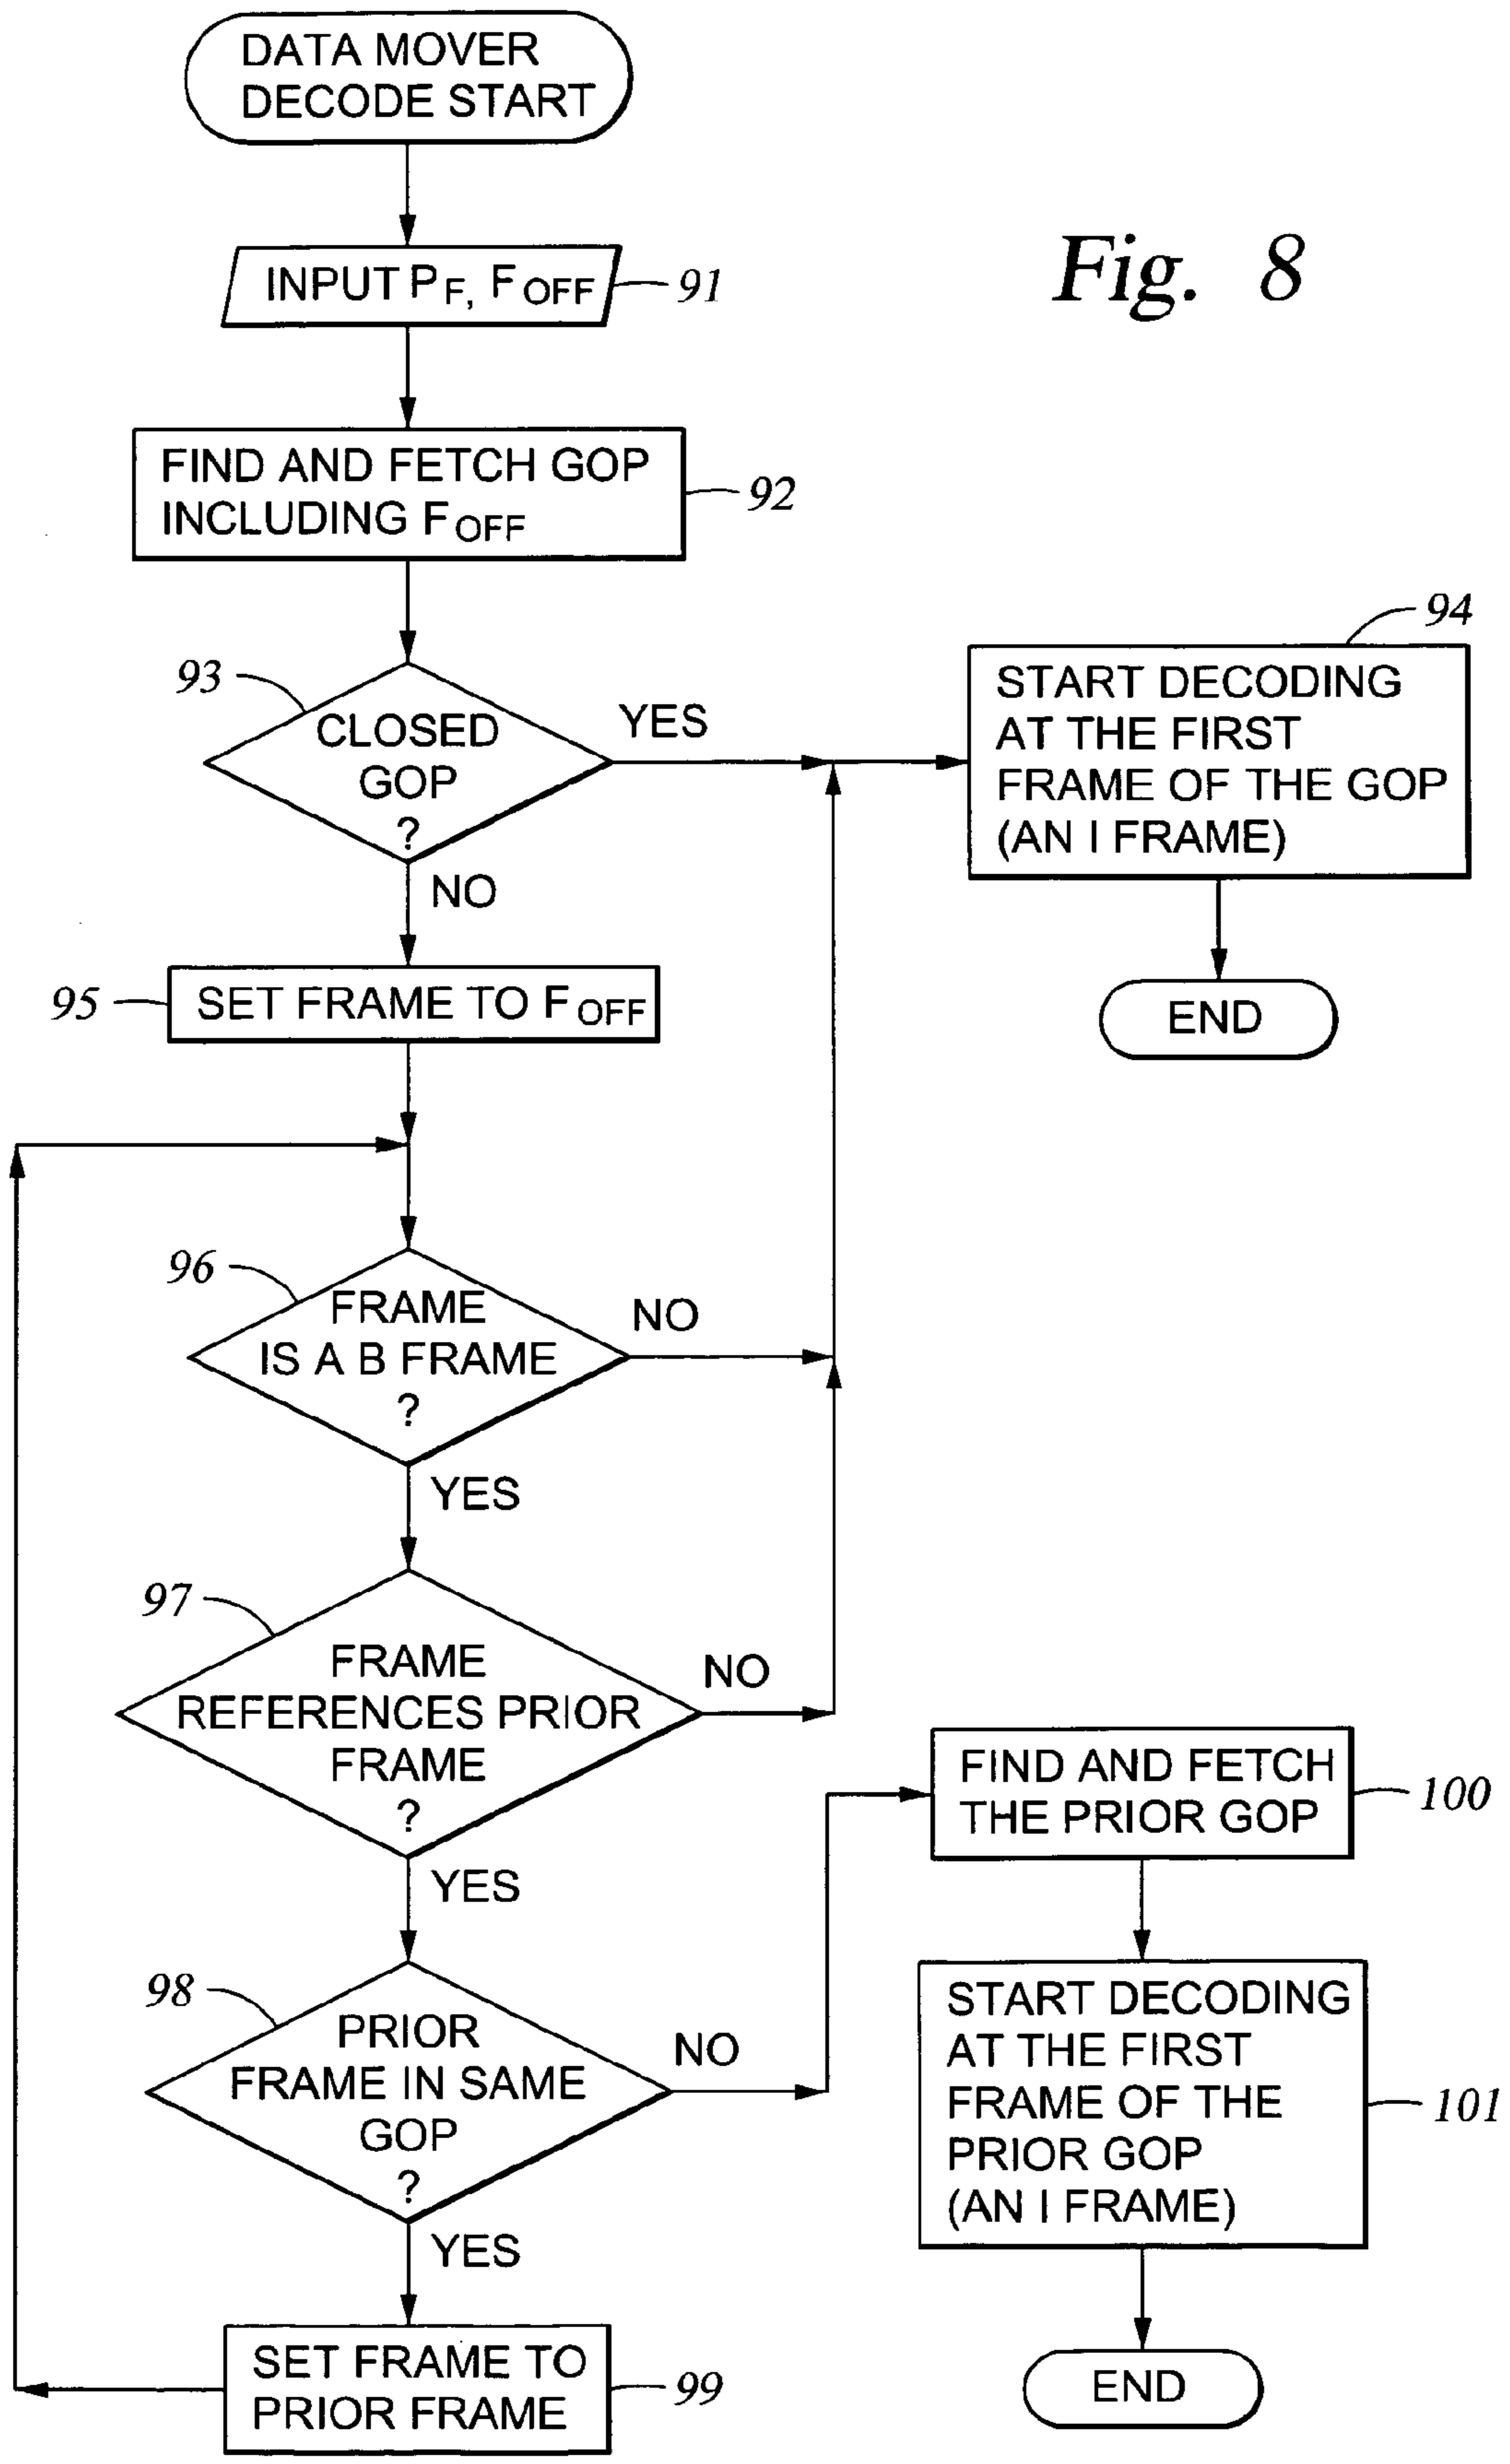 DATA MOVER
DECODE START
Fig. 8
INPUT PF, FOFF
91
FIND AND FETCH GOP
INCLUDING FOFF
92
93
CLOSED
GOP
?
YES
NO
94
START DECODING
AT THE FIRST
FRAME OF THE GOP
(AN I FRAME)
END
95
SET FRAME TO FOFF
96
FRAME
IS A B FRAME
?
NO
YES
97
FRAME
REFERENCES PRIOR
FRAME
?
NO
YES
98
PRIOR
FRAME IN SAME
GOP
?
NO
YES
99
SET FRAME TO
PRIOR FRAME
FIND AND FETCH
THE PRIOR GOP
100
START DECODING
AT THE FIRST
FRAME OF THE
PRIOR GOP
(AN I FRAME)
101
END